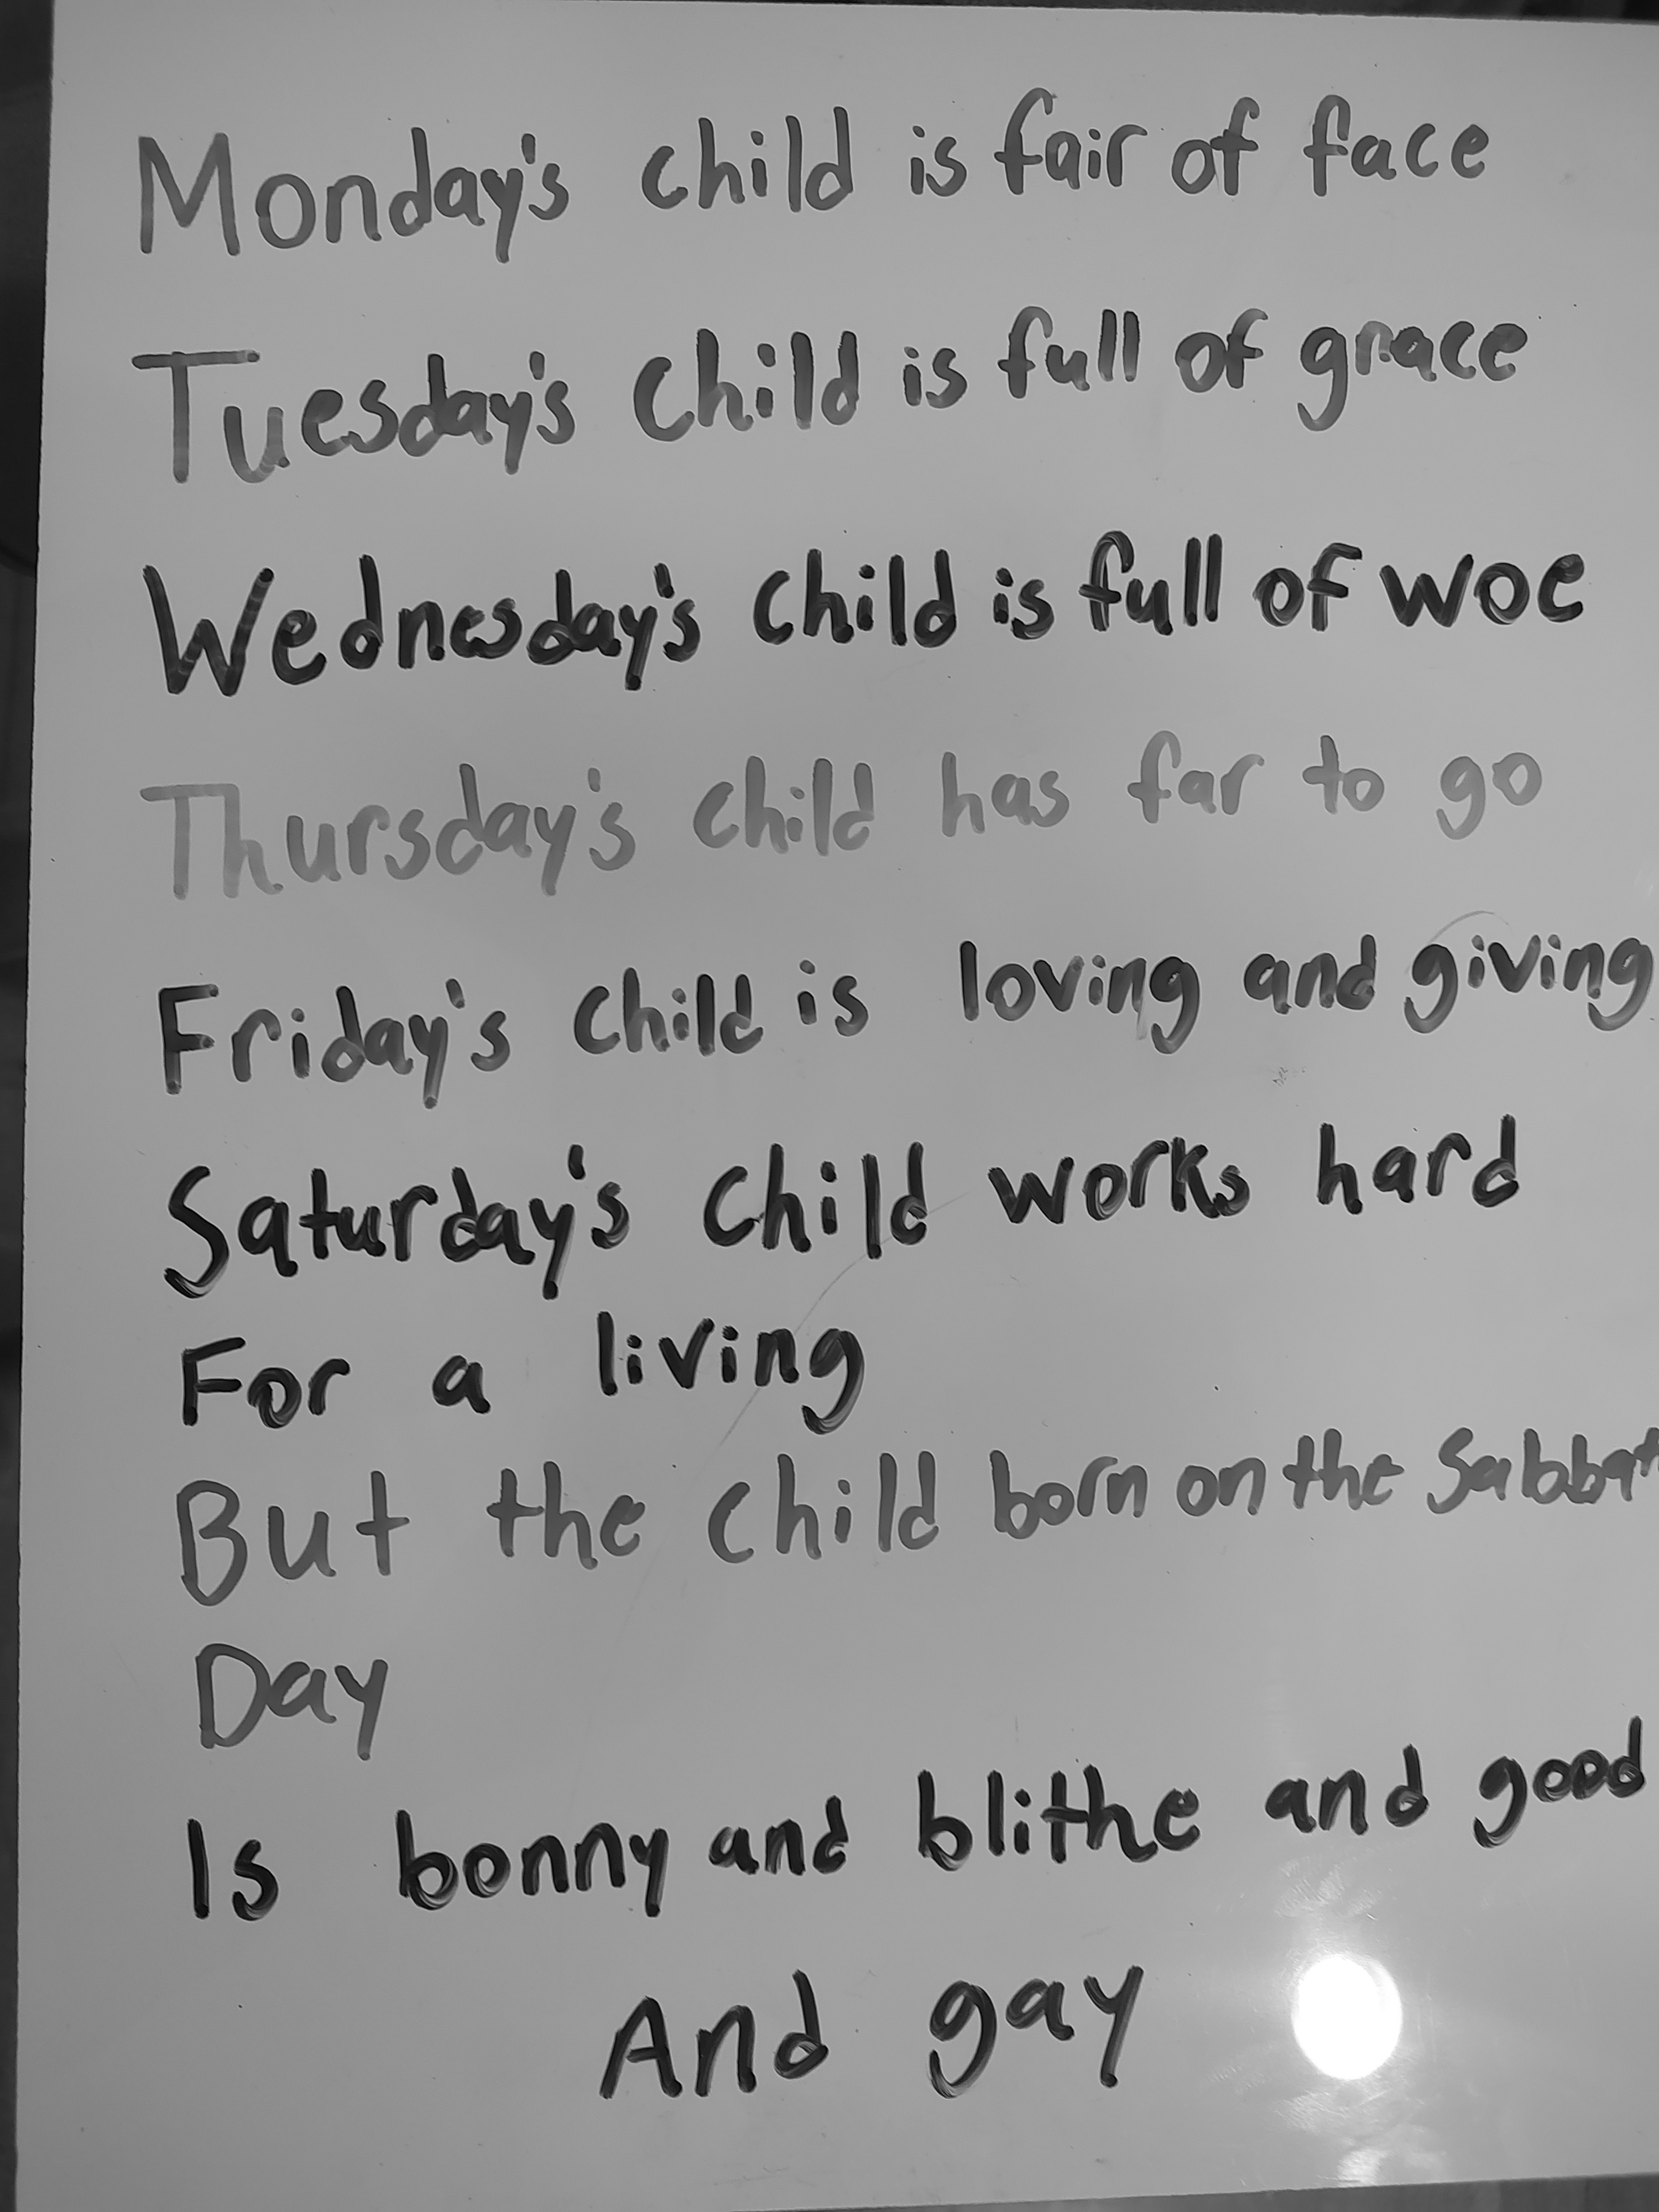 Monday's child is fair of face
Tuesday's child is full of grace
Wednesday's child is full of woe
Thursday's child has far to go
Friday's child is loving and giving
Saturday's child works hard
For a living
But the child born on the Sabbath
Day
Is bonny and blithe and good
And gay